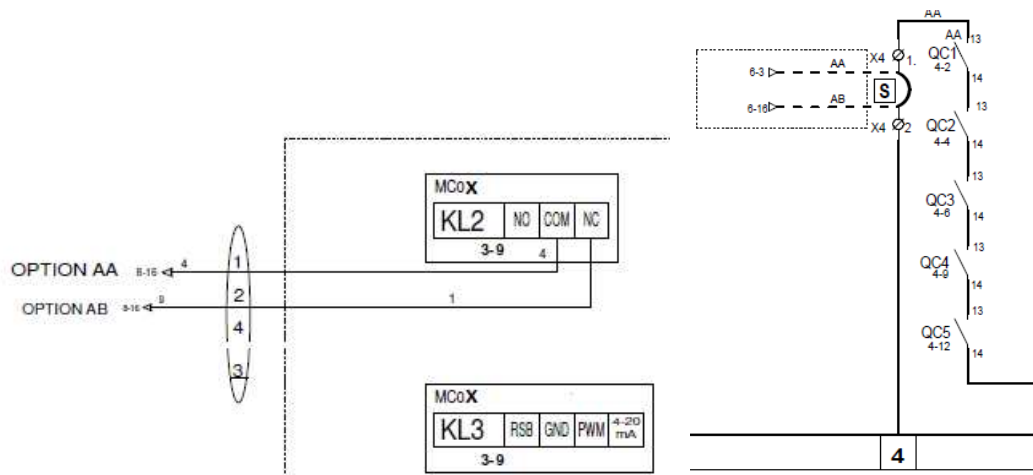 MC0X
KL2 NO COM NC
3-9
4
OPTION AA 8-16 4
OPTION AB 8-16 9
1
1
2
4
3
MC0X
KL3 RSB GND PWM 4-20 mA
3-9
AA
AA 13
X4 1.
QC1
4-2
14
6-3 AA
S
6-16 AB
X4 2
13
QC2
4-4
14
13
QC3
4-6
14
13
QC4
4-9
14
13
QC5
4-12
14
4